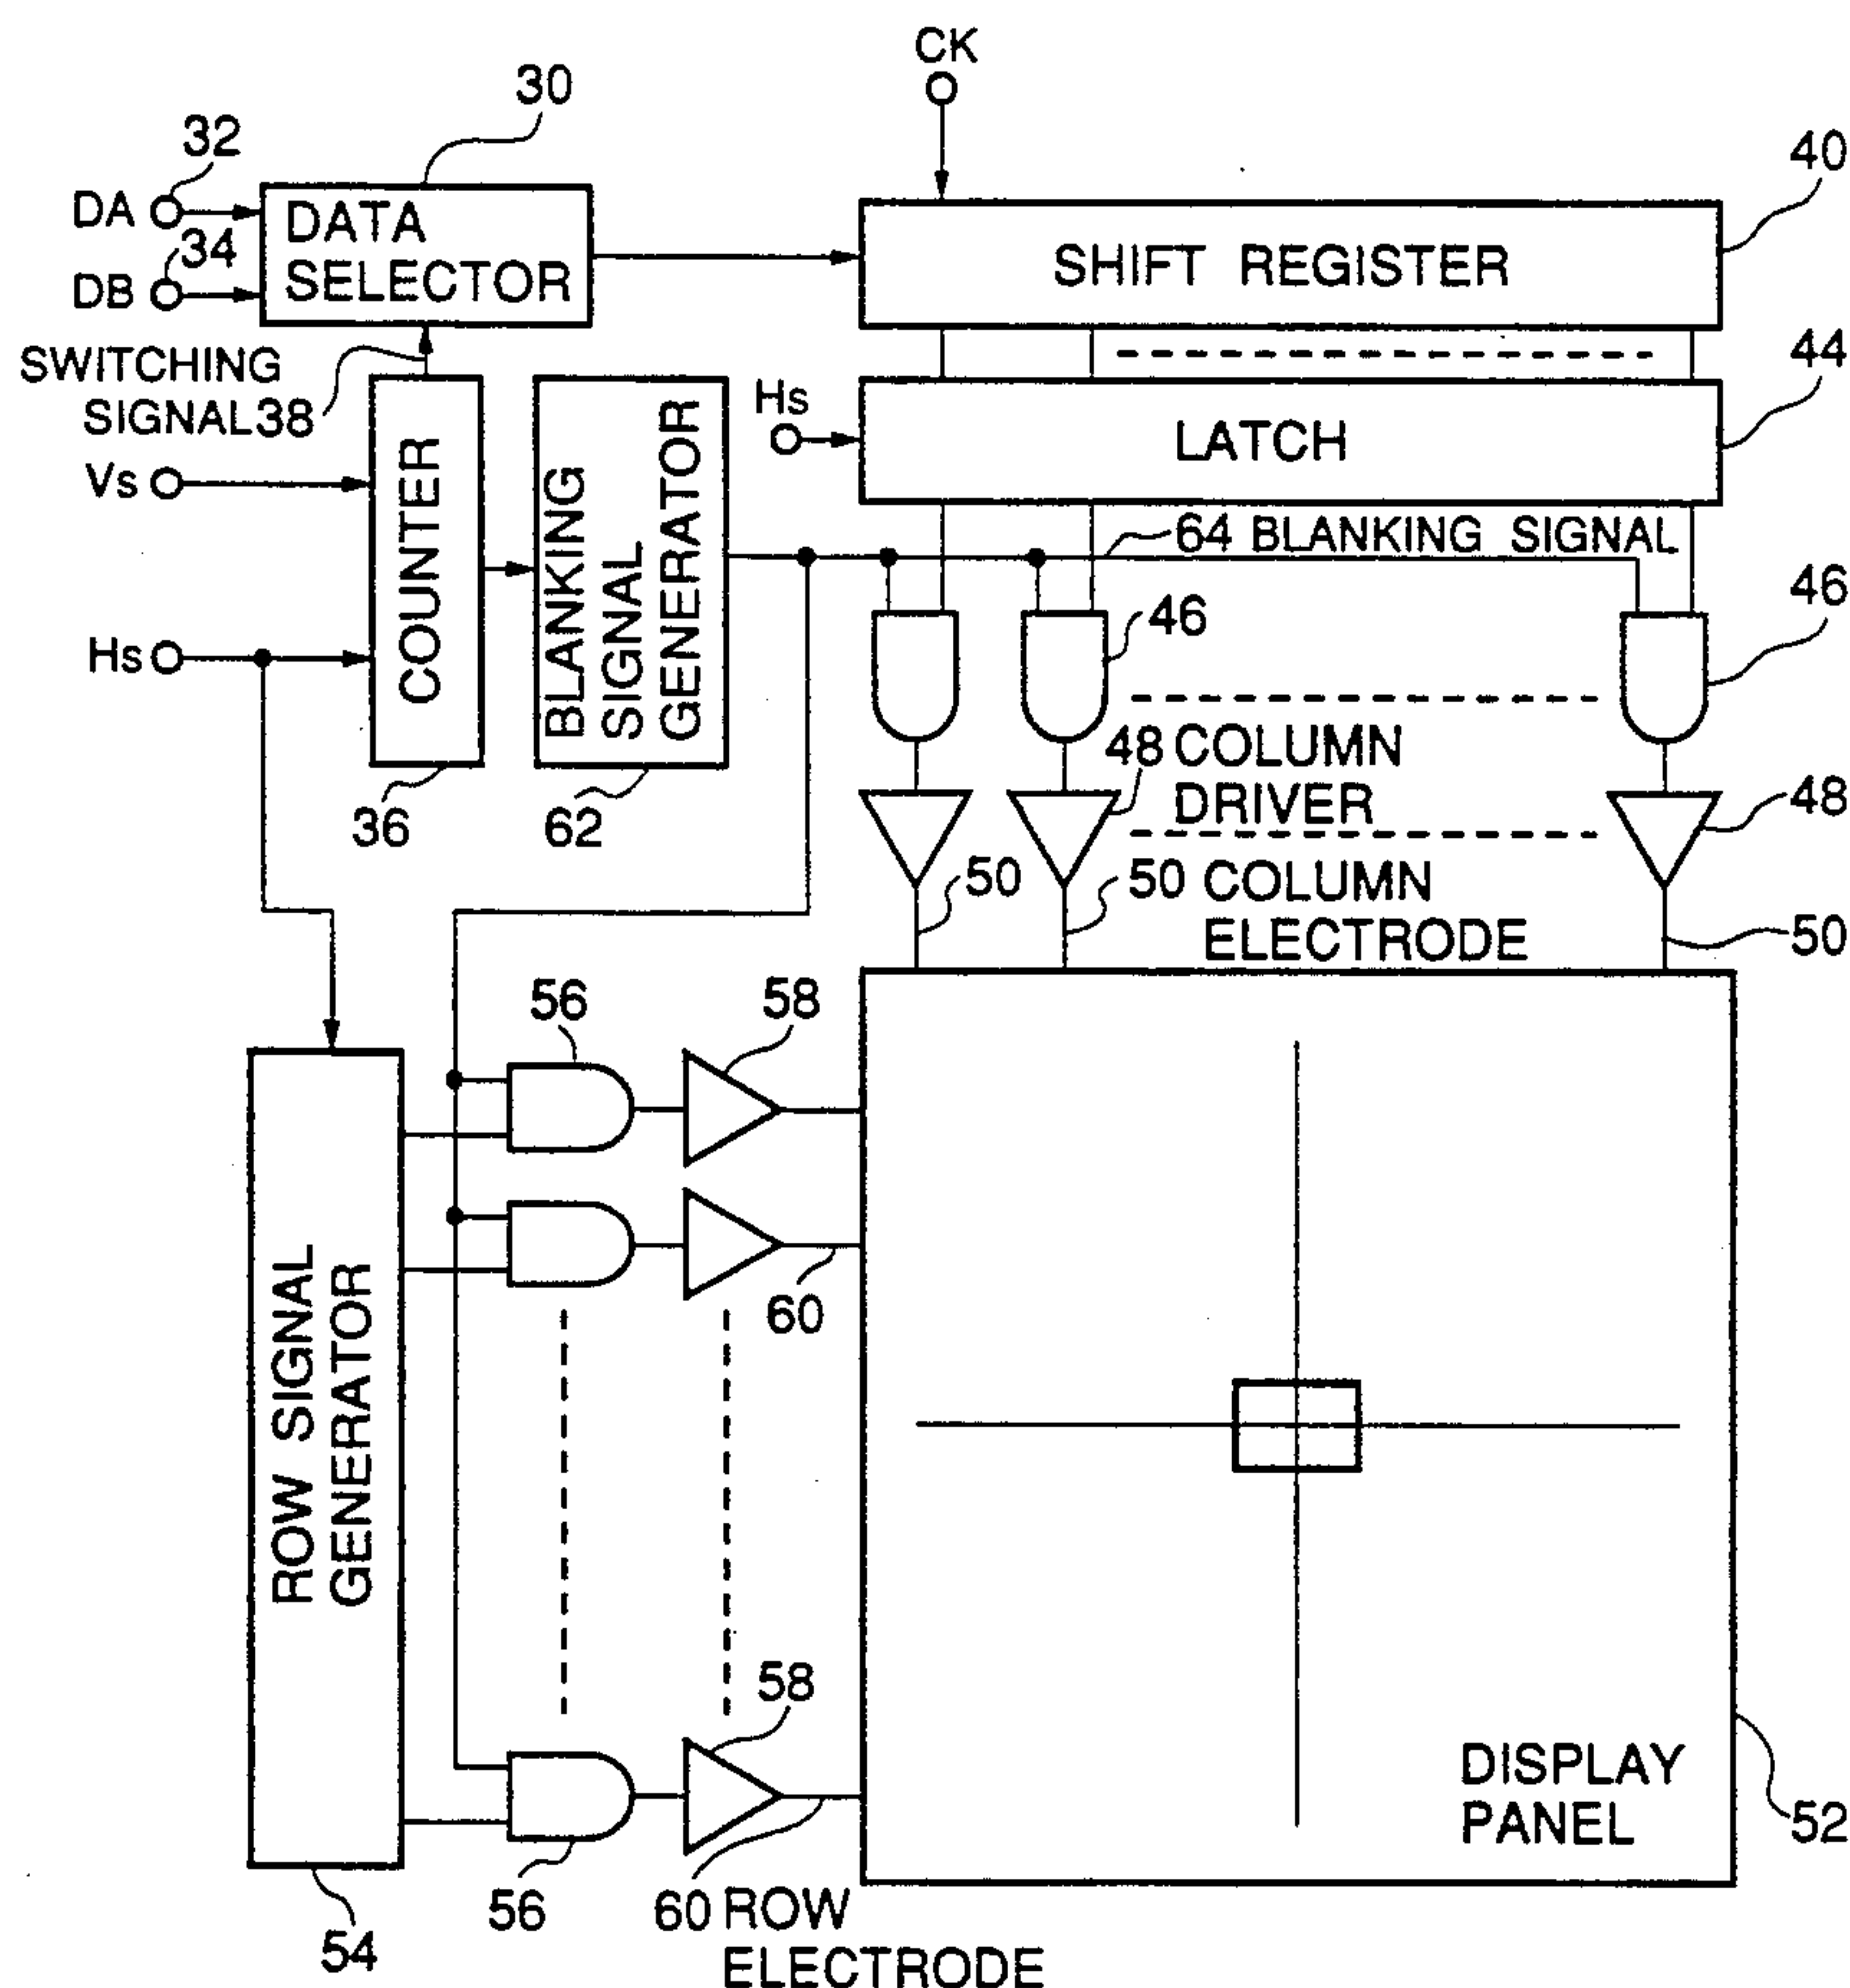 CK
30
32
40
DA
DATA
SELECTOR
34
DB
SHIFT REGISTER
SWITCHING
SIGNAL38
44
Hs
LATCH
Vs
COUNTER
BLANKING
SIGNAL
GENERATOR
64 BLANKING SIGNAL
46
46
Hs
48 COLUMN
DRIVER
48
36
62
50
50 COLUMN
ELECTRODE
50
56
58
60
ROW SIGNAL
GENERATOR
58
DISPLAY
PANEL
52
56
60 ROW
ELECTRODE
54